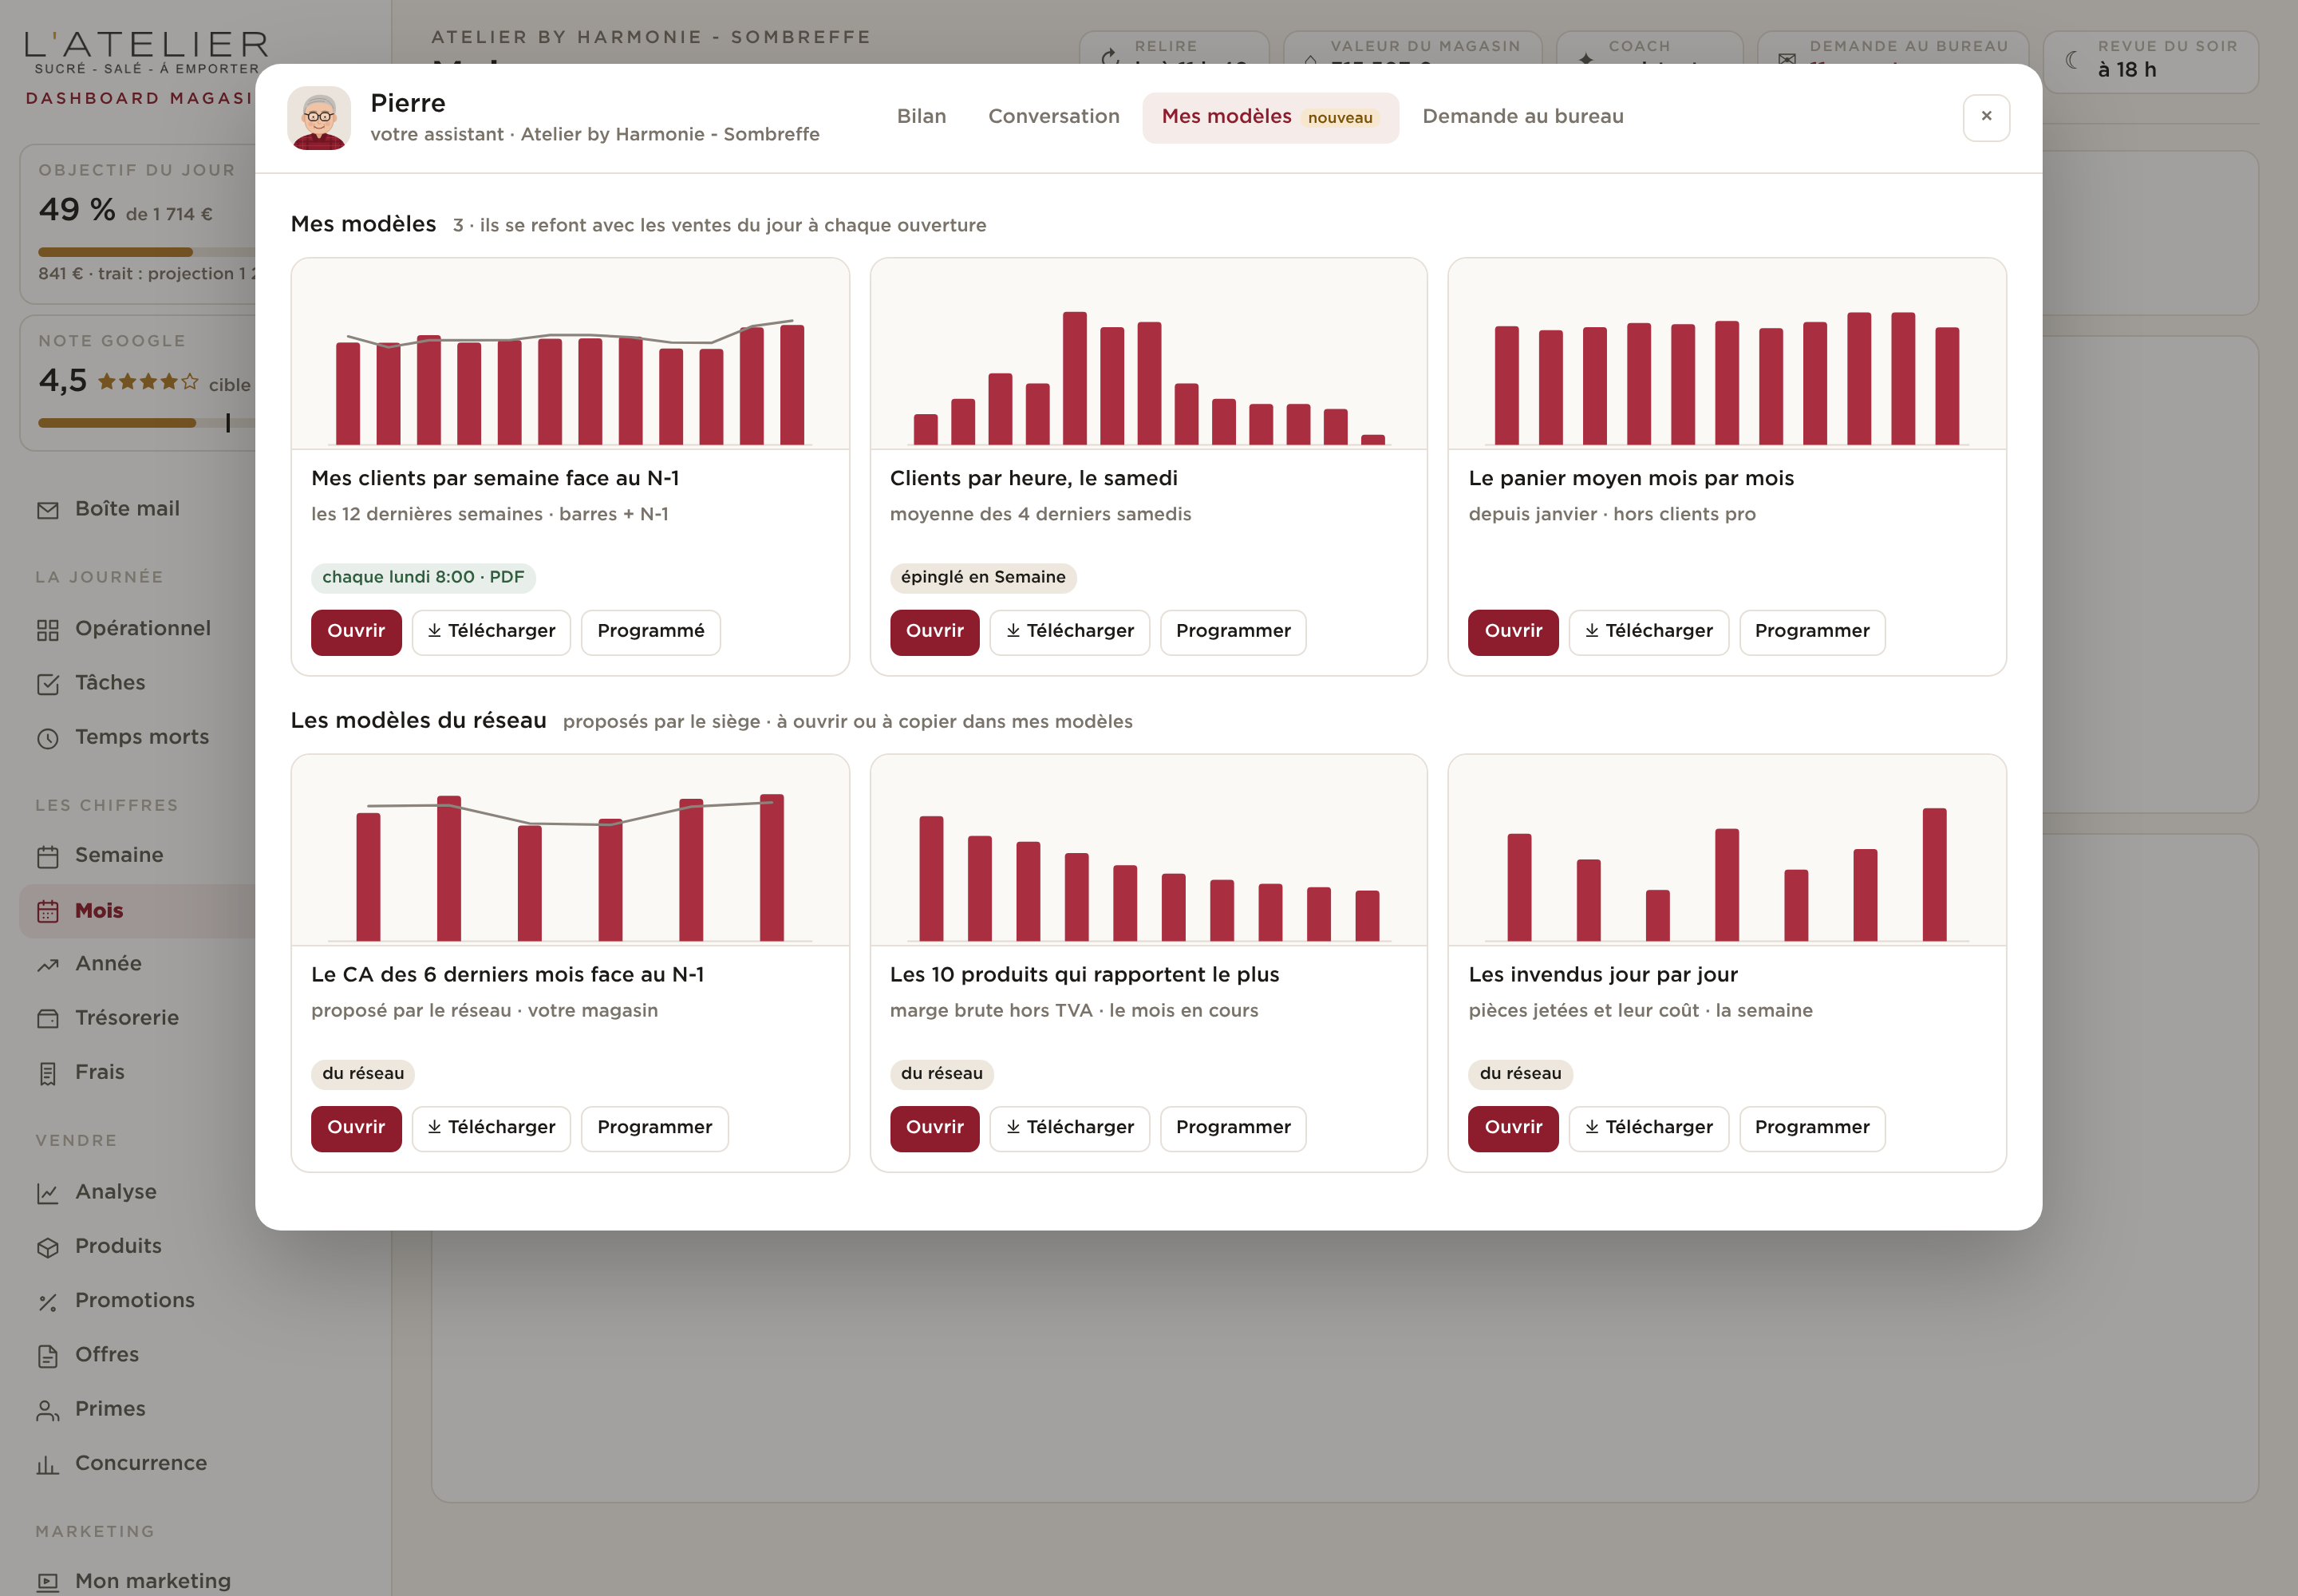 L'ATELIER
SUCRÉ - SALÉ - Á EMPORTER
DASHBOARD MAGASI
OBJECTIF DU JOUR
49 % de 1 714 €
841 € · trait : projection 1
NOTE GOOGLE
4,5 cible
Boîte mail
LA JOURNÉE
Opérationnel
Tâches
Temps morts
LES CHIFFRES
Semaine
Mois
Année
Trésorerie
Frais
VENDRE
Analyse
Produits
Promotions
Offres
Primes
Concurrence
MARKETING
Mon marketing
ATELIER BY HARMONIE - SOMBREFFE
RELIRE
VALEUR DU MAGASIN
COACH
DEMANDE AU BUREAU
REVUE DU SOIR
à 18 h
Pierre
votre assistant · Atelier by Harmonie - Sombreffe
Bilan
Conversation
Mes modèles nouveau
Demande au bureau
×
Mes modèles 3 · ils se refont avec les ventes du jour à chaque ouverture
Mes clients par semaine face au N-1
les 12 dernières semaines · barres + N-1
chaque lundi 8:00 · PDF
Ouvrir Télécharger Programmé
Clients par heure, le samedi
moyenne des 4 derniers samedis
épinglé en Semaine
Ouvrir Télécharger Programmer
Le panier moyen mois par mois
depuis janvier · hors clients pro
Ouvrir Télécharger Programmer
Les modèles du réseau proposés par le siège · à ouvrir ou à copier dans mes modèles
Le CA des 6 derniers mois face au N-1
proposé par le réseau · votre magasin
du réseau
Ouvrir Télécharger Programmer
Les 10 produits qui rapportent le plus
marge brute hors TVA · le mois en cours
du réseau
Ouvrir Télécharger Programmer
Les invendus jour par jour
pièces jetées et leur coût · la semaine
du réseau
Ouvrir Télécharger Programmer